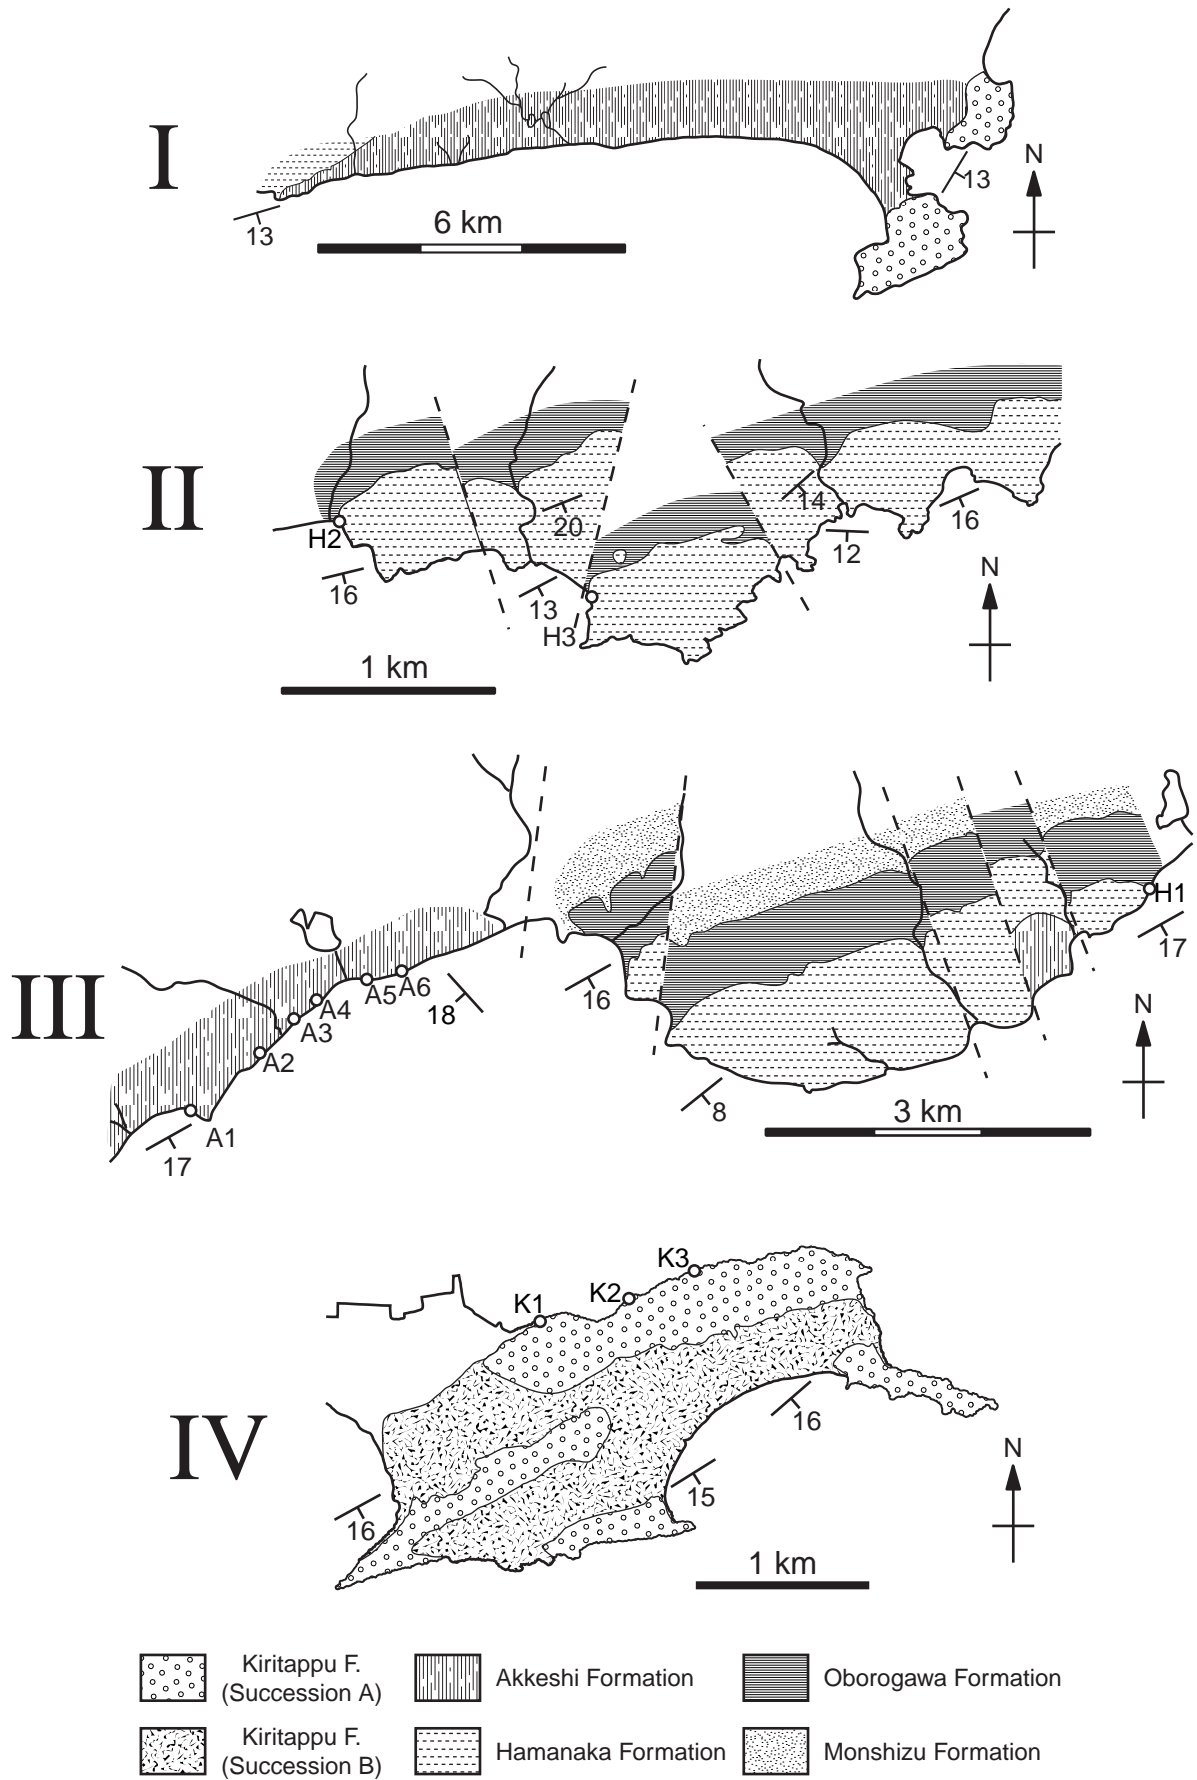 I
N
13
13
6 km
II
H2
20
14
12
16
16
13
H3
N
1 km
III
H1
17
A6
A5
A4
A3
A2
A1
18
16
17
8
N
3 km
IV
K3
K2
K1
16
15
16
N
1 km
Kiritappu F.
(Succession A)
Akkeshi Formation
Oborogawa Formation
Kiritappu F.
(Succession B)
Hamanaka Formation
Monshizu Formation